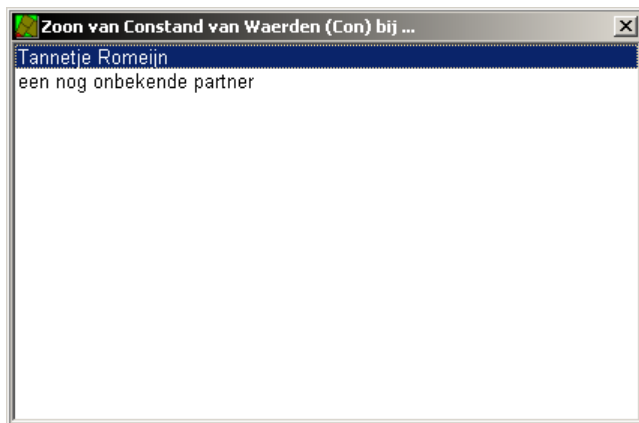 Zoon van Constand van Waerden (Con) bij ...
Tannetje Romeijn
een nog onbekende partner